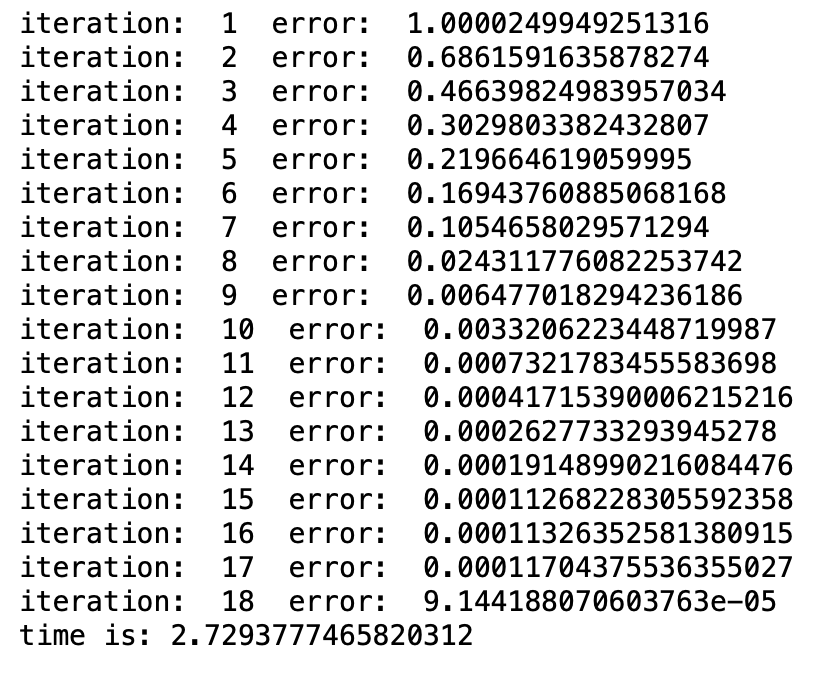 iteration:  1  error:  1.0000249949251316
iteration:  2  error:  0.6861591635878274
iteration:  3  error:  0.46639824983957034
iteration:  4  error:  0.3029803382432807
iteration:  5  error:  0.219664619059995
iteration:  6  error:  0.16943760885068168
iteration:  7  error:  0.1054658029571294
iteration:  8  error:  0.024311776082253742
iteration:  9  error:  0.006477018294236186
iteration:  10  error:  0.0033206223448719987
iteration:  11  error:  0.0007321783455583698
iteration:  12  error:  0.00041715390006215216
iteration:  13  error:  0.0002627733293945278
iteration:  14  error:  0.00019148990216084476
iteration:  15  error:  0.00011268228305592358
iteration:  16  error:  0.00011326352581380915
iteration:  17  error:  0.00011704375536355027
iteration:  18  error:  9.144188070603763e-05
time is: 2.7293777465820312